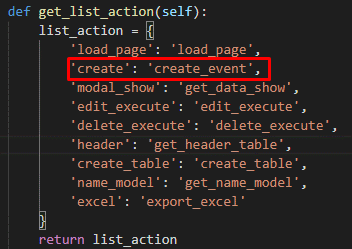 def get_list_action(self):
    list_action = {
        'load_page': 'load_page',
        'create': 'create_event',
        'modal_show': 'get_data_show',
        'edit_execute': 'edit_execute',
        'delete_execute': 'delete_execute',
        'header': 'get_header_table',
        'create_table': 'create_table',
        'name_model': 'get_name_model',
        'excel': 'export_excel'
    }
    return list_action